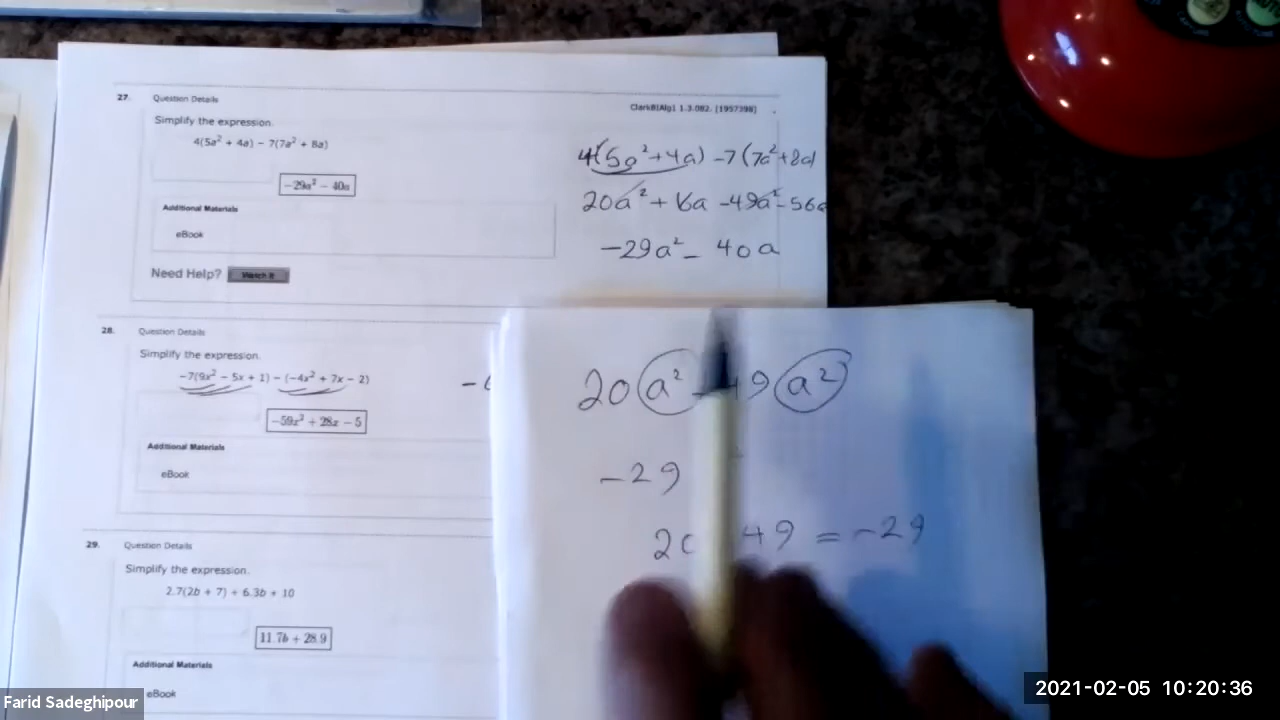 27. Question Details ClarkBIAlg1 1.3.082. [1957398]
Simplify the expression.
4(5a² + 4a) − 7(7a² + 8a)
−29a² − 40a
Additional Materials
eBook
Need Help? Watch It
4(5a²+4a) -7(7a²+8a)
20a² + 16a -49a² -56a
-29a² - 40a
28. Question Details
Simplify the expression.
−7(9x² − 5x + 1) − (−4x² + 7x − 2)
−59x² + 28x − 5
Additional Materials
eBook
29. Question Details
Simplify the expression.
2.7(2b + 7) + 6.3b + 10
11.7b + 28.9
Additional Materials
eBook
20 a² - 49 a²
-29
20 49 = -29
Farid Sadeghipour
2021-02-05 10:20:36